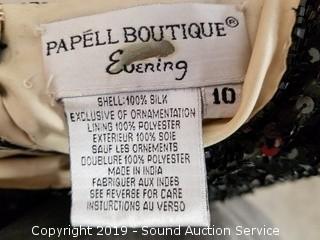 PAPÉLL BOUTIQUE®
Evening
10
SHELL:100% SILK
EXCLUSIVE OF ORNAMENTATION
LINING 100% POLYESTER
EXTERIEUR 100% SOIE
SAUF LES ORNEMENTS
DOUBLURE 100% POLYESTER
MADE IN INDIA
FABRIQUER AUX INDES
SEE REVERSE FOR CARE
INSTURCTIONS AU VERSO
Copyright 2019 - Sound Auction Service